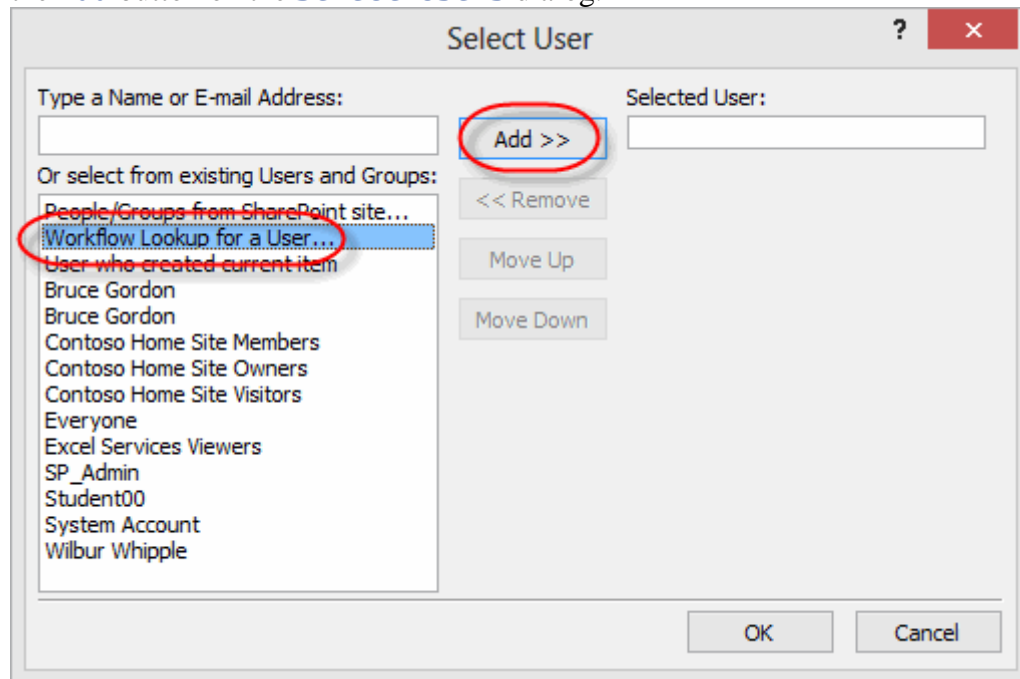 Select User
?
×
Type a Name or E-mail Address:
Selected User:
Add >>
Or select from existing Users and Groups:
<< Remove
People/Groups from SharePoint site...
Workflow Lookup for a User...
User who created current item
Move Up
Bruce Gordon
Bruce Gordon
Move Down
Contoso Home Site Members
Contoso Home Site Owners
Contoso Home Site Visitors
Everyone
Excel Services Viewers
SP_Admin
Student00
System Account
Wilbur Whipple
OK
Cancel